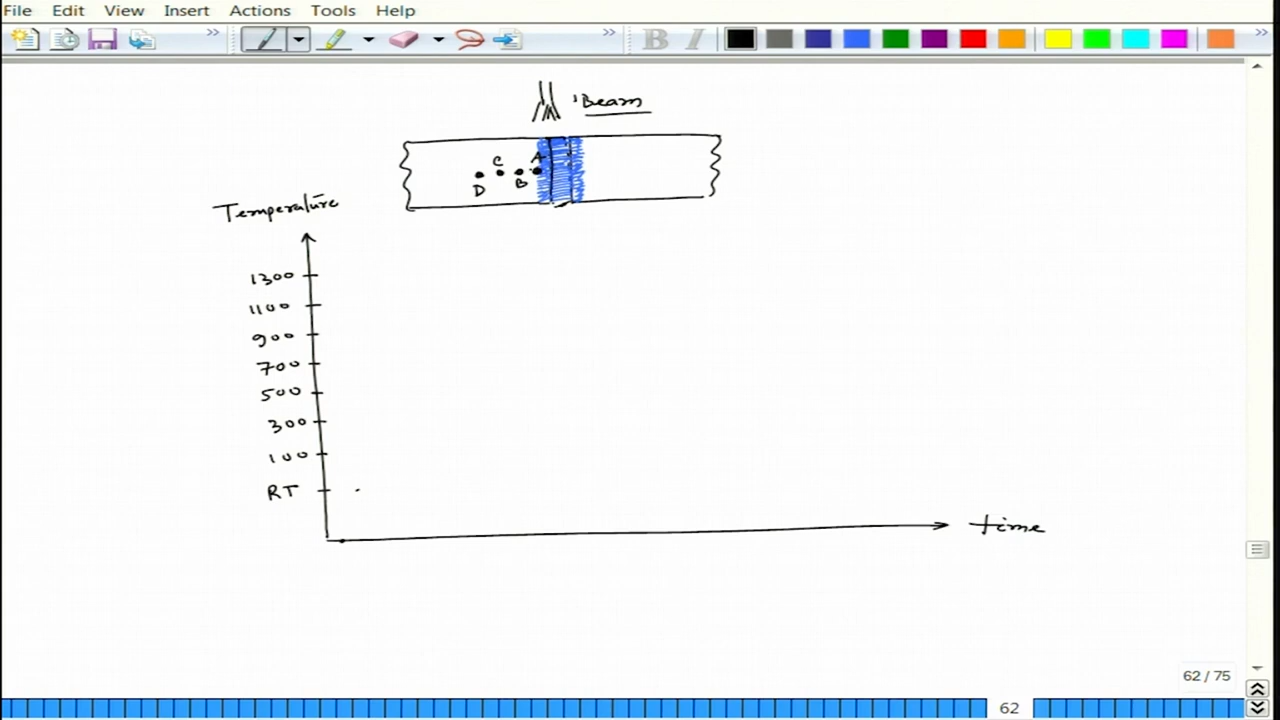 File Edit View Insert Actions Tools Help
B I
Beam
A
C
B
D
Temperature
1300
1100
900
700
500
300
100
RT
time
62 / 75
62